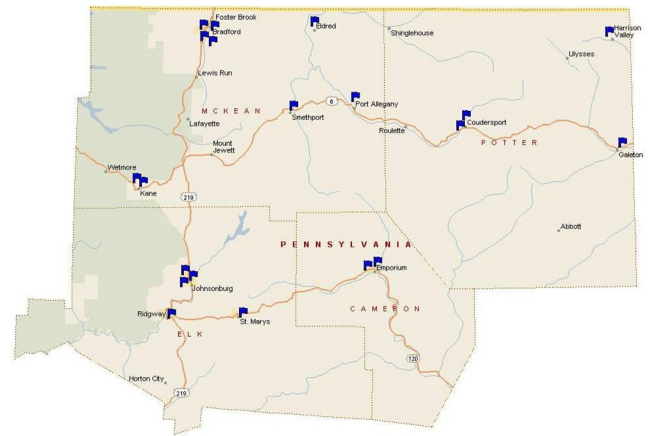 Foster Brook
Bradford
Eldred
Shinglehouse
Harrison
Valley
Ulysses
Lewis Run
MCKEAN
6
Port Allegany
Smethport
Lafayette
Coudersport
Roulette
POTTER
Mount
Jewett
Galeton
Wetmore
Kane
219
Abbott
PENNSYLVANIA
Emporium
Johnsonburg
CAMERON
Ridgway
St. Marys
ELK
120
Horton City
219